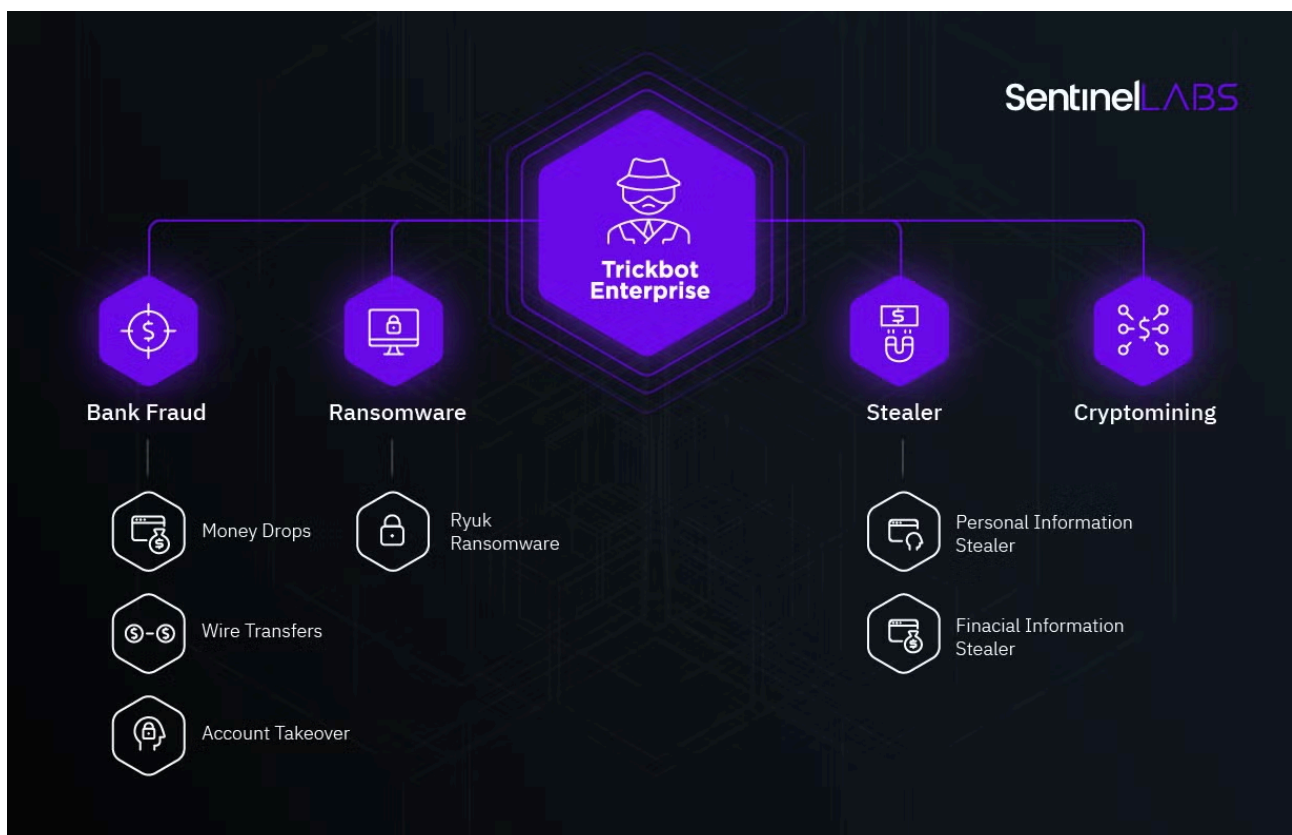 SentinelLABS
Trickbot
Enterprise
Bank Fraud
Ransomware
Stealer
Cryptomining
Money Drops
Ryuk
Ransomware
Personal Information
Stealer
Wire Transfers
Finacial Information
Stealer
Account Takeover